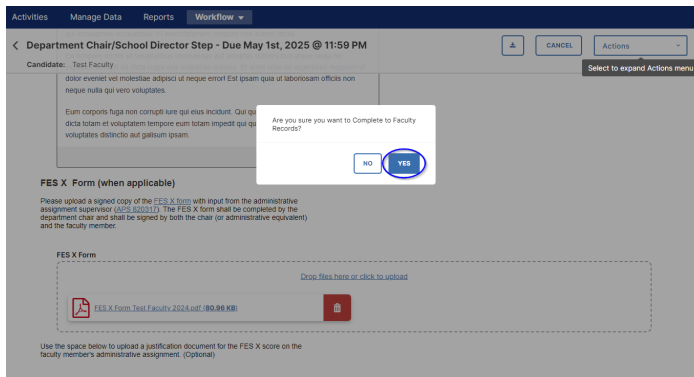 Activities Manage Data Reports Workflow
Department Chair/School Director Step - Due May 1st, 2025 @ 11:59 PM
CANCEL
Actions
Candidate: Test Faculty
Select to expand Actions menu
dolor eveniet vel molestiae adipisci ut neque error! Est ipsam quia ut laboriosam officiis non
neque nulla qui vero voluptates.
Eum corporis fuga non corrupti iure qui eius incidunt. Qui qu
dicta totam et voluptatem tempore eum totam impedit qui qu
voluptates distinctio aut galisum ipsam.
Are you sure you want to Complete to Faculty
Records?
NO YES
FES X Form (when applicable)
Please upload a signed copy of the FES X form with input from the administrative
assignment supervisor (APS 820317). The FES X form shall be completed by the
department chair and shall be signed by both the chair (or administrative equivalent)
and the faculty member.
FES X Form
Drop files here or click to upload
FES X Form Test Faculty 2024.pdf (80.96 KB)
Use the space below to upload a justification document for the FES X score on the
faculty member's administrative assignment. (Optional)